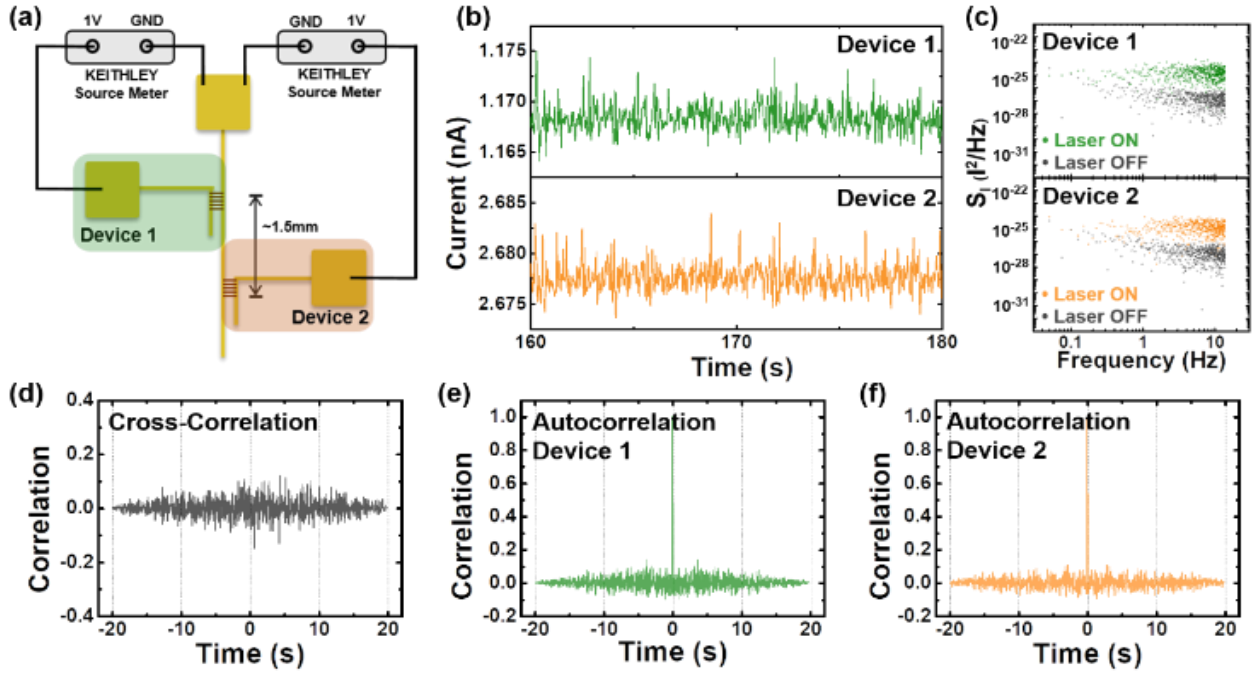 (a)
1V GND
GND 1V
KEITHLEY
Source Meter
KEITHLEY
Source Meter
Device 1
~1.5mm
Device 2
(b)
Device 1
1.175
1.170
1.165
Device 2
2.685
2.680
2.675
Current (nA)
160 170 180
Time (s)
(c)
Device 1
10-22
10-25
10-28
10-31
Laser ON
Laser OFF
Device 2
10-22
10-25
10-28
10-31
Laser ON
Laser OFF
SI (I2/Hz)
0.1 1 10
Frequency (Hz)
(d)
Cross-Correlation
0.4
0.2
0.0
-0.2
-0.4
Correlation
-20 -10 0 10 20
Time (s)
(e)
Autocorrelation
Device 1
1.0
0.8
0.6
0.4
0.2
0.0
-0.2
Correlation
-20 -10 0 10 20
Time (s)
(f)
Autocorrelation
Device 2
1.0
0.8
0.6
0.4
0.2
0.0
-0.2
Correlation
-20 -10 0 10 20
Time (s)